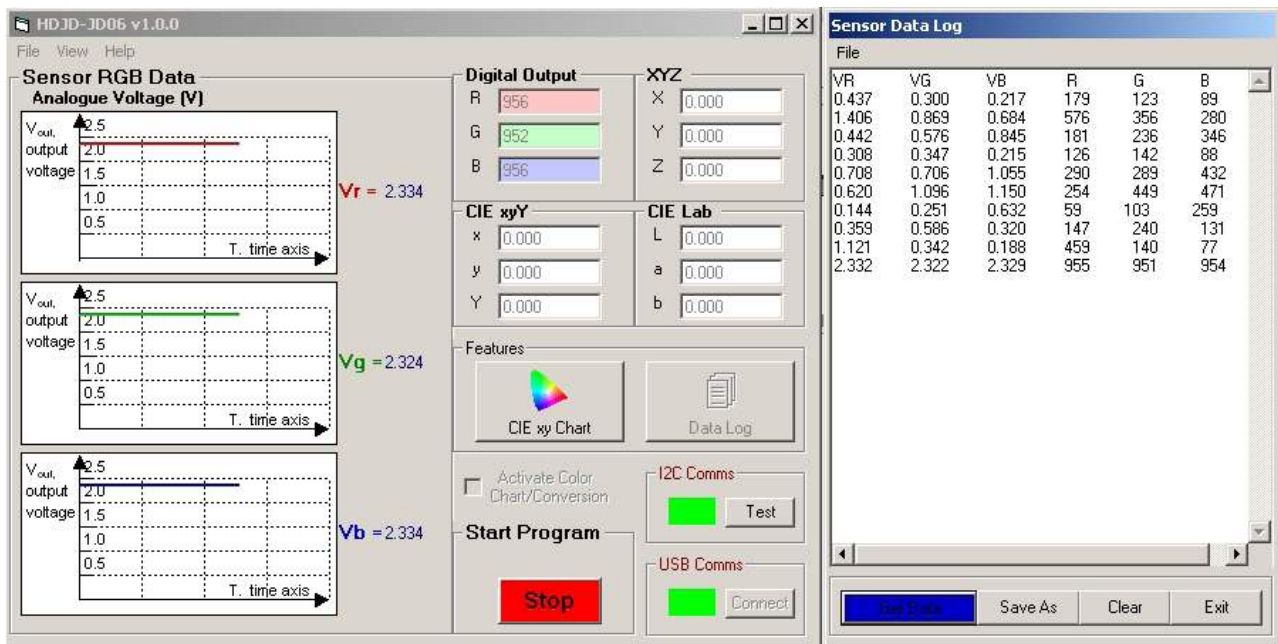 HDJD-JD06 v1.0.0
File View Help
Sensor RGB Data
Analogue Voltage (V)
Vout, output voltage
2.5
2.0
1.5
1.0
0.5
T. time axis
Vr = 2.334
Vout, output voltage
2.5
2.0
1.5
1.0
0.5
T. time axis
Vg = 2.324
Vout, output voltage
2.5
2.0
1.5
1.0
0.5
T. time axis
Vb = 2.334
Digital Output
R 956
G 952
B 956
XYZ
X 0.000
Y 0.000
Z 0.000
CIE xyY
x 0.000
y 0.000
Y 0.000
CIE Lab
L 0.000
a 0.000
b 0.000
Features
CIE xy Chart
Data Log
Activate Color
Chart/Conversion
Start Program
Stop
I2C Comms
Test
USB Comms
Connect
Sensor Data Log
File
VR VG VB R G B
0.437 0.300 0.217 179 123 89
1.406 0.869 0.684 576 356 280
0.442 0.576 0.845 181 236 346
0.308 0.347 0.215 126 142 88
0.708 0.706 1.055 290 289 432
0.620 1.096 1.150 254 449 471
0.144 0.251 0.632 59 103 259
0.359 0.586 0.320 147 240 131
1.121 0.342 0.188 459 140 77
2.332 2.322 2.329 955 951 954
Get Data Save As Clear Exit